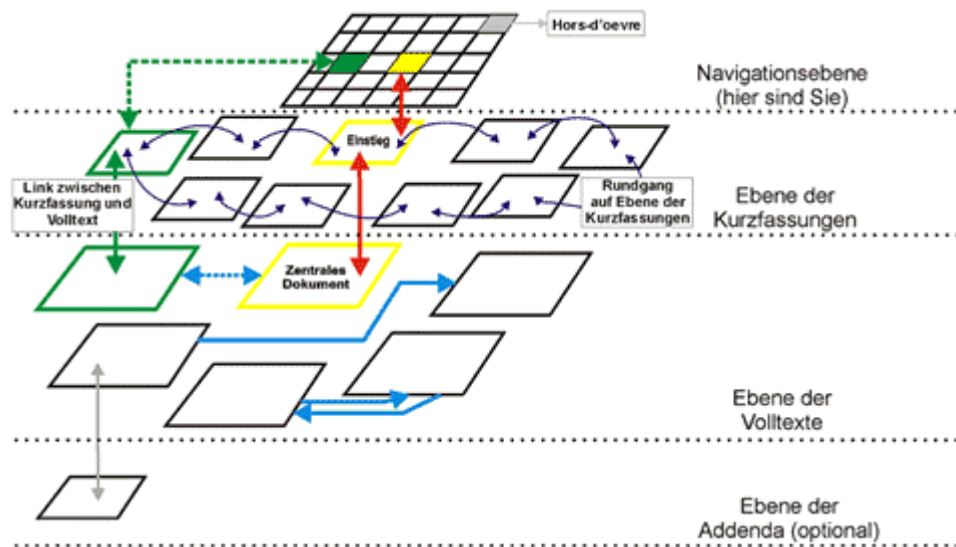 Hors-d'oevre
Navigationsebene
(hier sind Sie)
Einstieg
Link zwischen
Kurzfassung und
Volltext
Rundgang
auf Ebene der
Kurzfassungen
Ebene der
Kurzfassungen
Zentrales
Dokument
Ebene der
Volltexte
Ebene der
Addenda (optional)